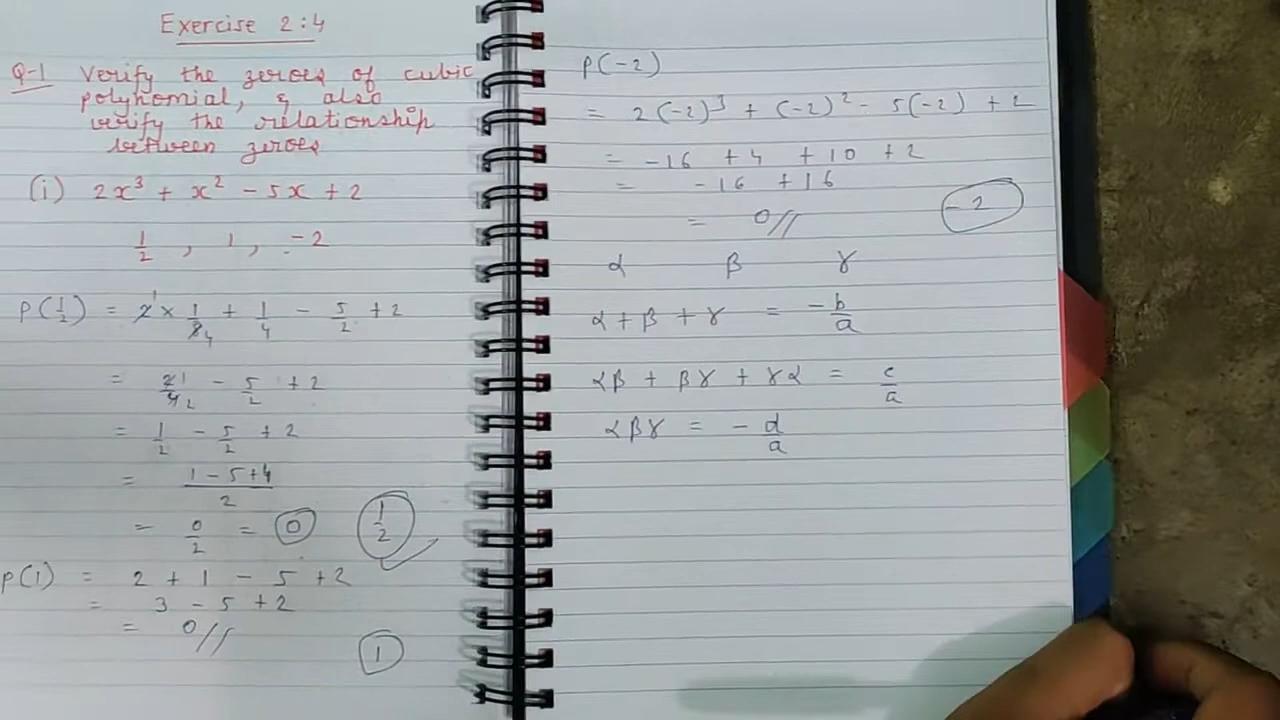 Exercise 2:4
Q-1 Verify the zeroes of cubic
polynomial, & also
verify the relationship
between zeroes
(i) 2x³ + x² - 5x + 2
1/2 , 1 , -2
P(1/2) = 2 × 1/8 + 1/4 - 5/2 + 2
= 2/4 - 5/2 + 2
= 1/2 - 5/2 + 2
= (1 - 5 + 4)/2
= 0/2 = 0 1/2
P(1) = 2 + 1 - 5 + 2
= 3 - 5 + 2
= 0//
1
P(-2)
= 2(-2)³ + (-2)² - 5(-2) + 2
= -16 + 4 + 10 + 2
= -16 + 16
= 0// -2
α β γ
α + β + γ = -b/a
αβ + βγ + γα = c/a
αβγ = - d/a